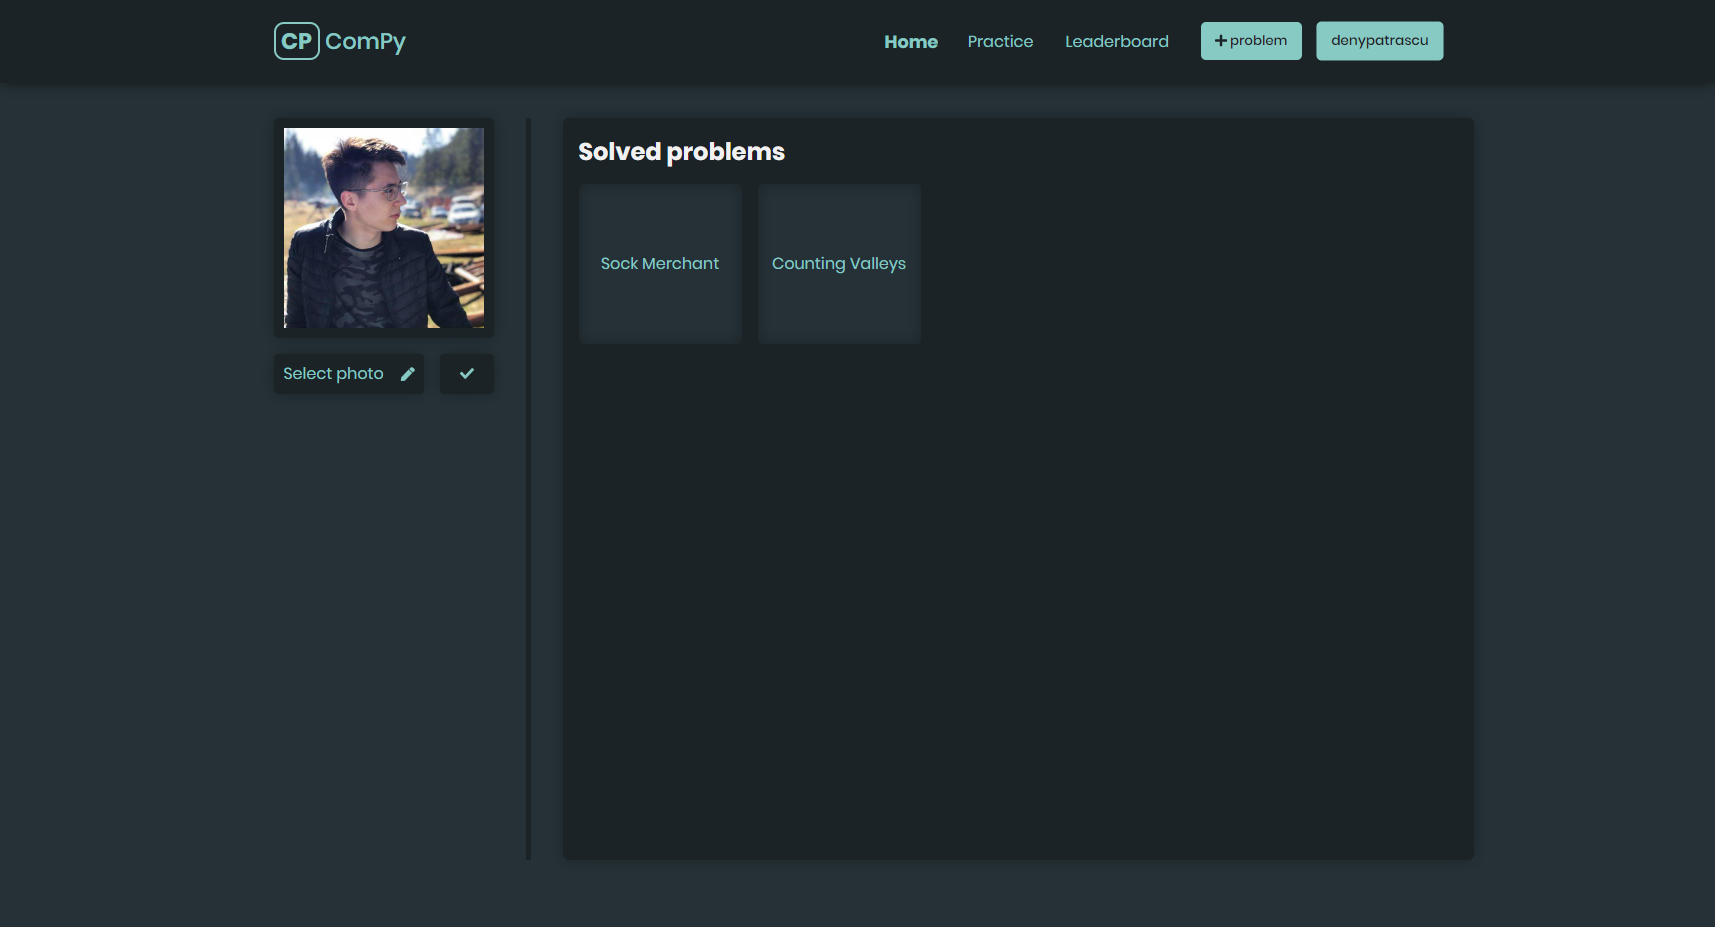 CP ComPy
Home Practice Leaderboard + problem denypatrascu
Solved problems
Sock Merchant Counting Valleys
Select photo